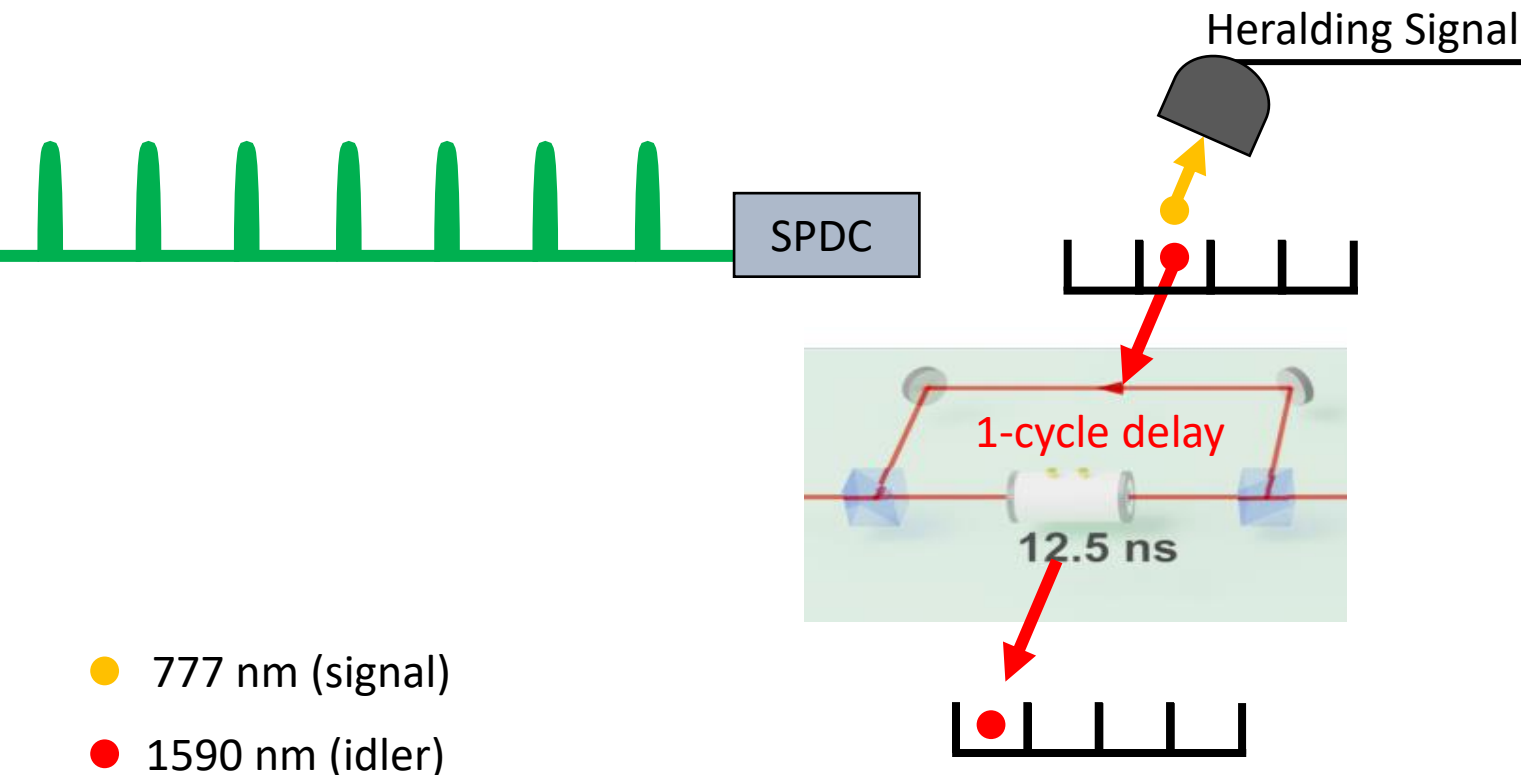 Heralding Signal
SPDC
1-cycle delay
12.5 ns
777 nm (signal)
1590 nm (idler)